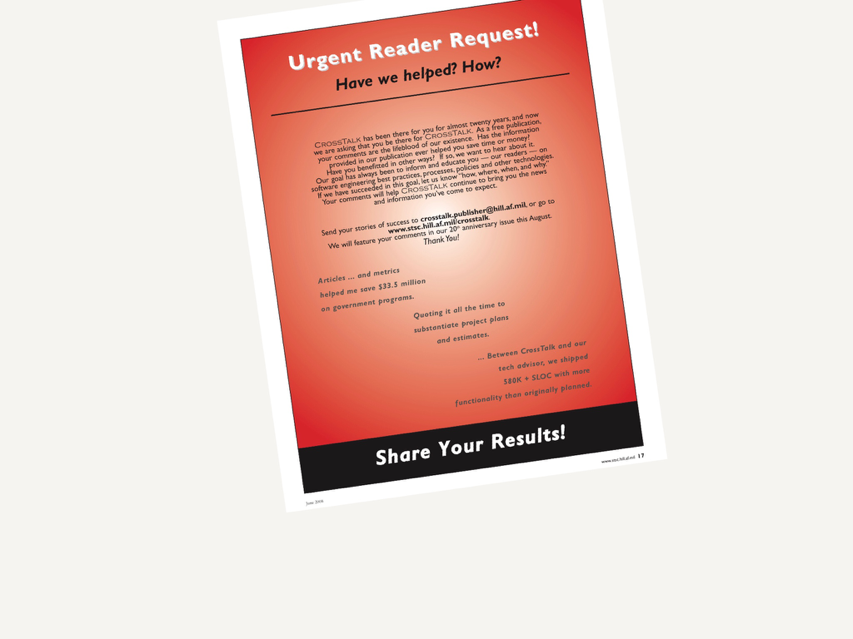 Urgent Reader Request!
Have we helped? How?
CROSSTALK has been there for you for almost twenty years, and now
we are asking that you be there for CROSSTALK. As a free publication,
your comments are the lifeblood of our existence. Has the information
provided in our publication ever helped you save time or money?
Have you benefitted in other ways? If so, we want to hear about it.
Our goal has always been to inform and educate you — our readers — on
software engineering best practices, processes, policies and other technologies.
If we have succeeded in this goal, let us know "how, where, when, and why."
Your comments will help CROSSTALK continue to bring you the news
and information you've come to expect.
Send your stories of success to crosstalk.publisher@hill.af.mil, or go to
www.stsc.hill.af.mil/crosstalk.
We will feature your comments in our 20th anniversary issue this August.
Thank You!
Articles ... and metrics
helped me save $33.5 million
on government programs.
Quoting it all the time to
substantiate project plans
and estimates.
... Between CrossTalk and our
tech advisor, we shipped
580K + SLOC with more
functionality than originally planned.
Share Your Results!
www.stsc.hill.af.mil 17